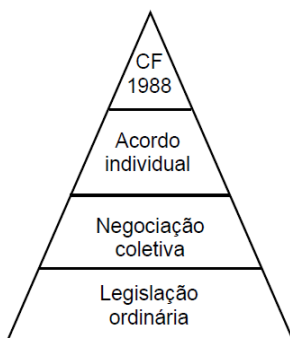 CF
1988
Acordo
individual
Negociação
coletiva
Legislação
ordinária